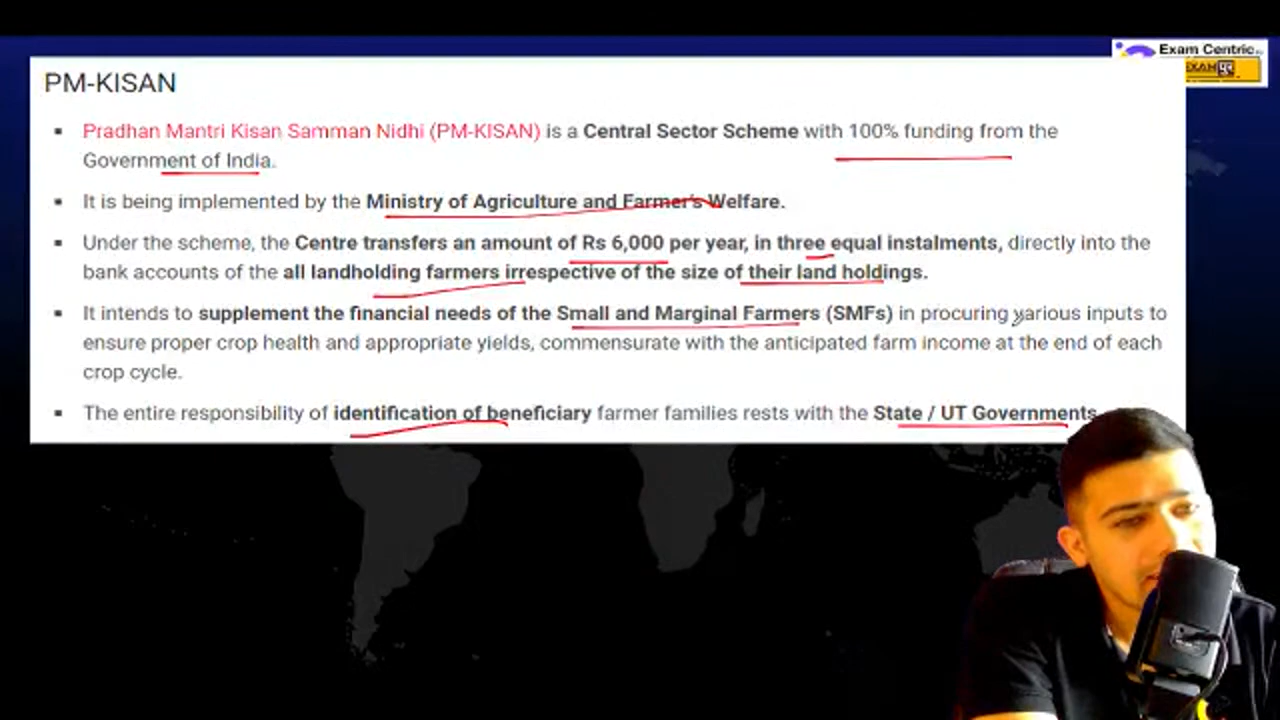 Exam Centric
EXAMपुर
PM-KISAN
Pradhan Mantri Kisan Samman Nidhi (PM-KISAN) is a Central Sector Scheme with 100% funding from the
Government of India.
It is being implemented by the Ministry of Agriculture and Farmer's Welfare.
Under the scheme, the Centre transfers an amount of Rs 6,000 per year, in three equal instalments, directly into the
bank accounts of the all landholding farmers irrespective of the size of their land holdings.
It intends to supplement the financial needs of the Small and Marginal Farmers (SMFs) in procuring various inputs to
ensure proper crop health and appropriate yields, commensurate with the anticipated farm income at the end of each
crop cycle.
The entire responsibility of identification of beneficiary farmer families rests with the State / UT Governments.